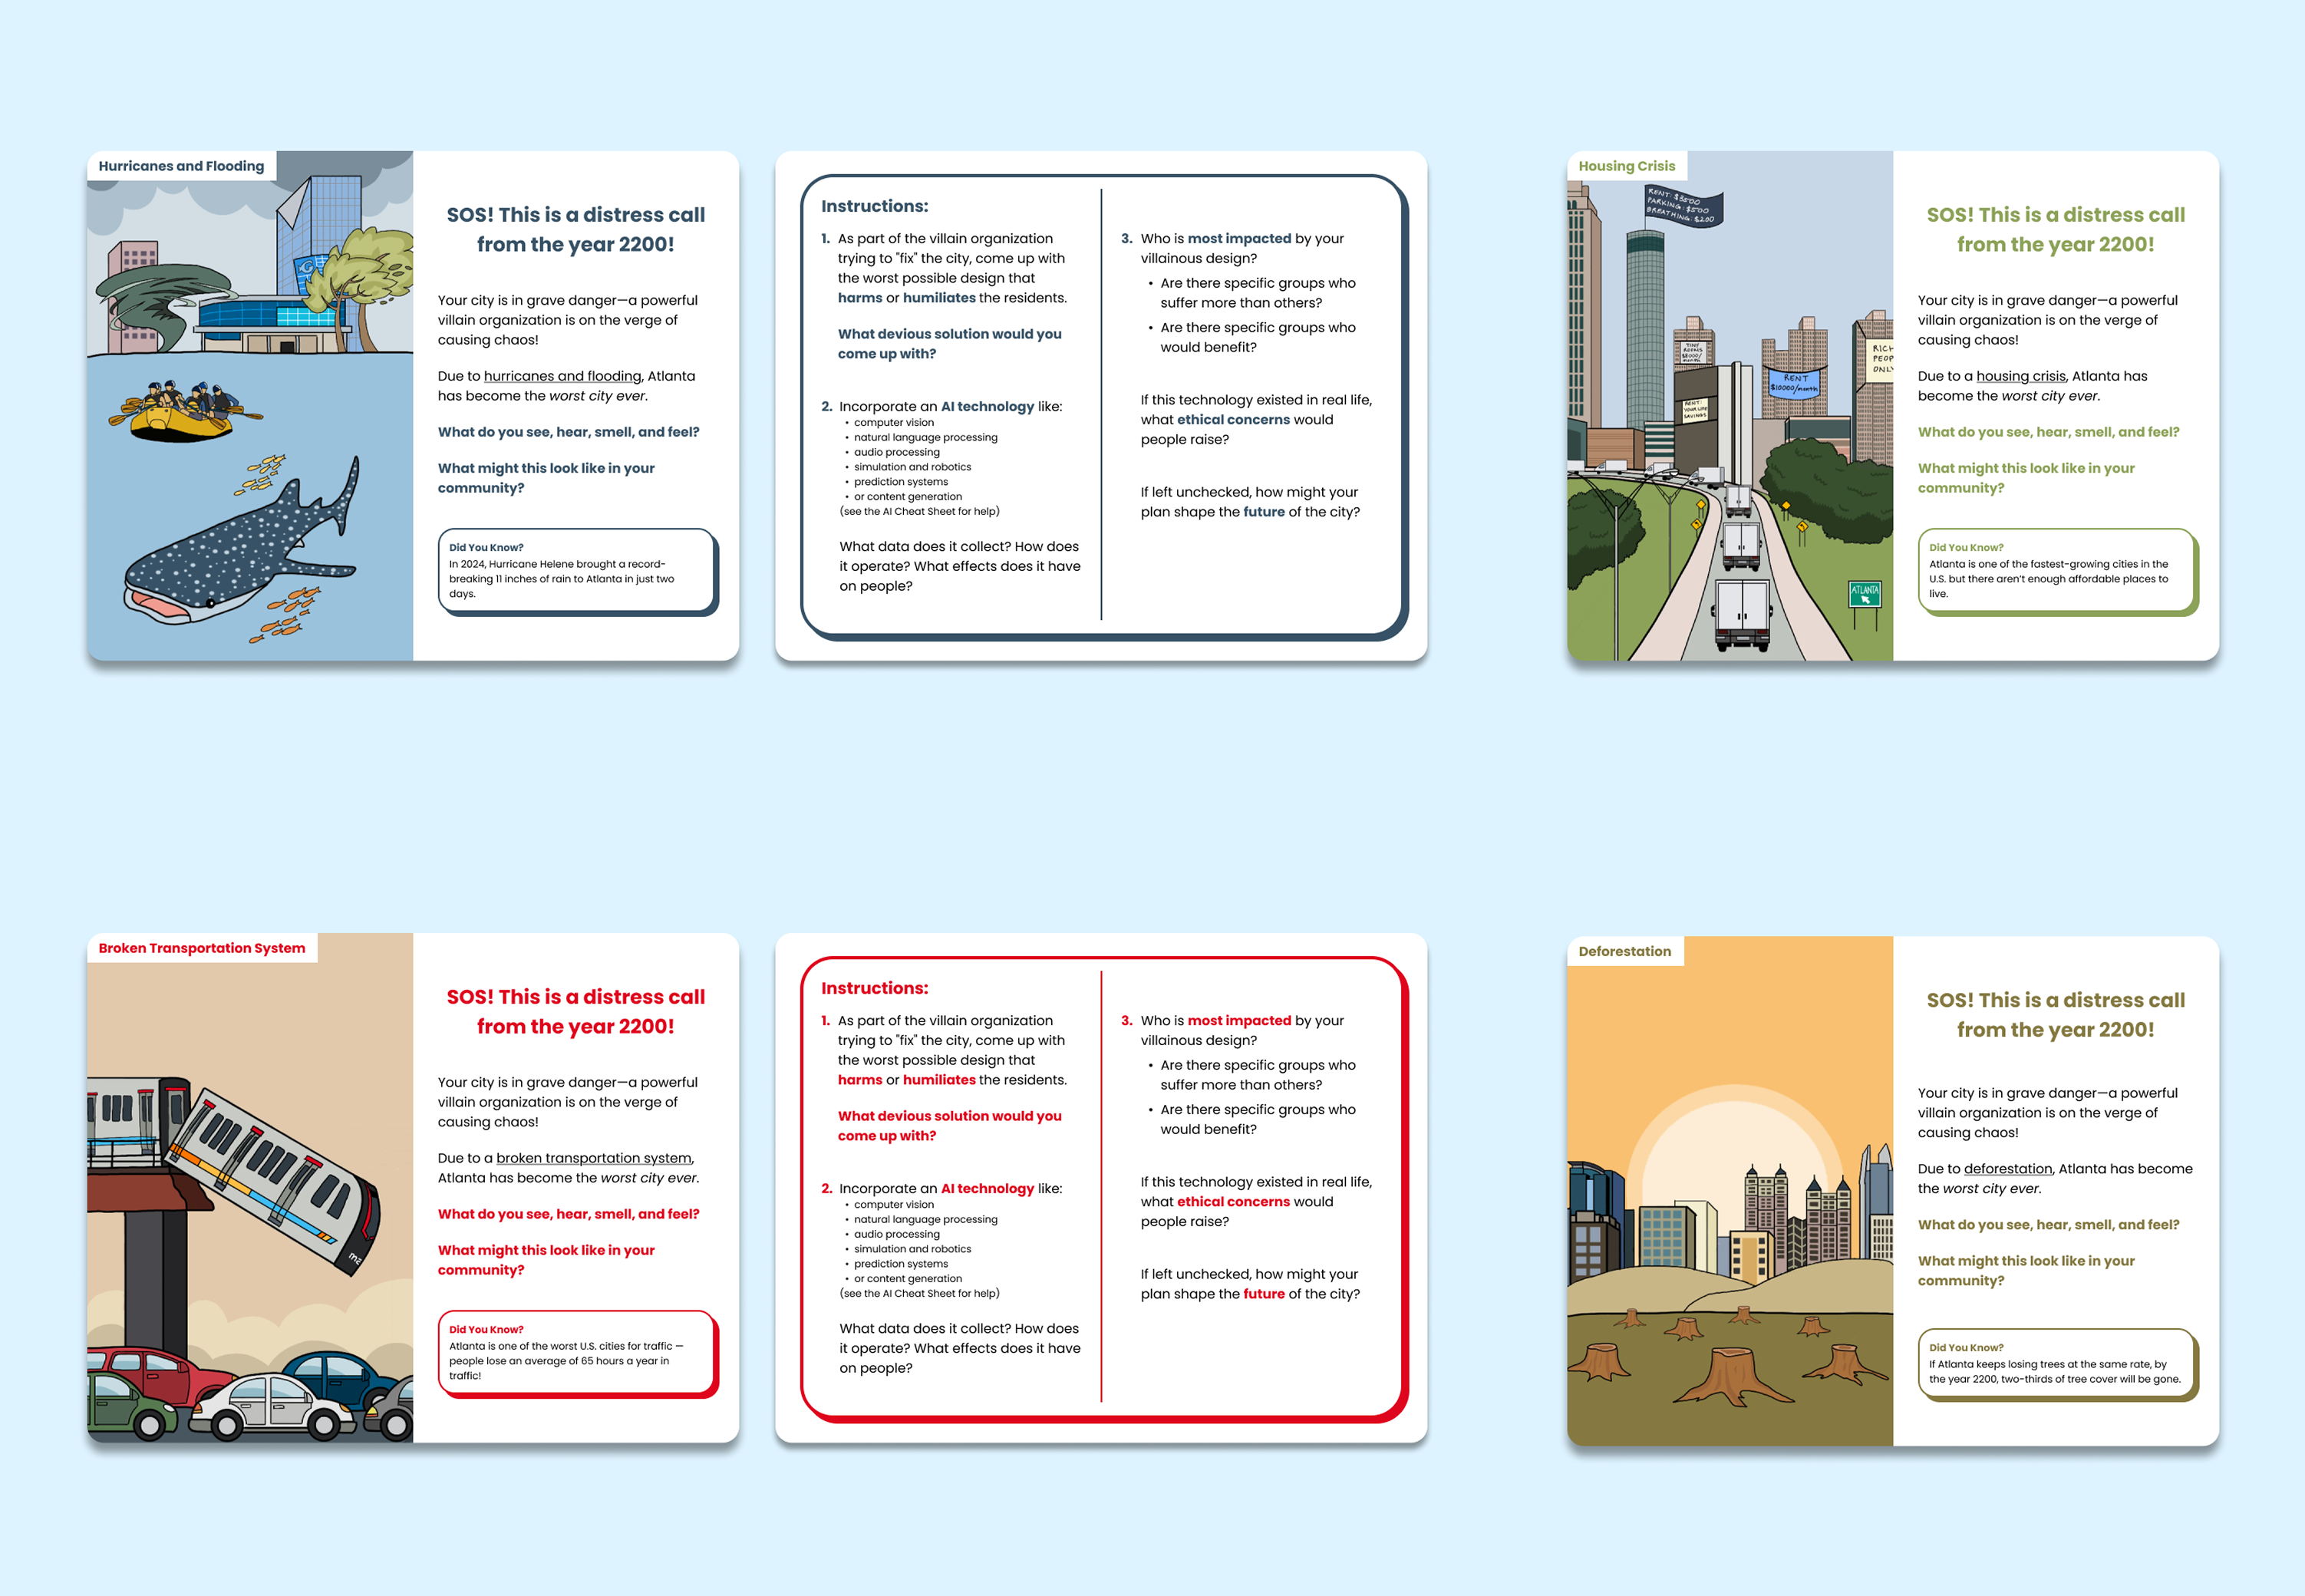 Hurricanes and Flooding
SOS! This is a distress call
from the year 2200!
Your city is in grave danger—a powerful
villain organization is on the verge of
causing chaos!
Due to hurricanes and flooding, Atlanta
has become the worst city ever.
What do you see, hear, smell, and feel?
What might this look like in your
community?
Did You Know?
In 2024, Hurricane Helene brought a record-
breaking 11 inches of rain to Atlanta in just two
days.
Instructions:
1. As part of the villain organization
trying to "fix" the city, come up with
the worst possible design that
harms or humiliates the residents.
What devious solution would you
come up with?
2. Incorporate an AI technology like:
• computer vision
• natural language processing
• audio processing
• simulation and robotics
• prediction systems
• or content generation
(see the AI Cheat Sheet for help)
What data does it collect? How does
it operate? What effects does it have
on people?
3. Who is most impacted by your
villainous design?
• Are there specific groups who
suffer more than others?
• Are there specific groups who
would benefit?
If this technology existed in real life,
what ethical concerns would
people raise?
If left unchecked, how might your
plan shape the future of the city?
Housing Crisis
RENT: $3500
PARKING: $500
BREATHING: $200
TINY
ROOMS
$2000/
month
RENT
$10000/month
RICH
PEOP
ONLY
RENT:
YOUR LIFE
SAVINGS
ATLANTA
SOS! This is a distress call
from the year 2200!
Your city is in grave danger—a powerful
villain organization is on the verge of
causing chaos!
Due to a housing crisis, Atlanta has
become the worst city ever.
What do you see, hear, smell, and feel?
What might this look like in your
community?
Did You Know?
Atlanta is one of the fastest-growing cities in the
U.S. but there aren't enough affordable places to
live.
Broken Transportation System
SOS! This is a distress call
from the year 2200!
Your city is in grave danger—a powerful
villain organization is on the verge of
causing chaos!
Due to a broken transportation system,
Atlanta has become the worst city ever.
What do you see, hear, smell, and feel?
What might this look like in your
community?
Did You Know?
Atlanta is one of the worst U.S. cities for traffic —
people lose an average of 65 hours a year in
traffic!
Instructions:
1. As part of the villain organization
trying to "fix" the city, come up with
the worst possible design that
harms or humiliates the residents.
What devious solution would you
come up with?
2. Incorporate an AI technology like:
• computer vision
• natural language processing
• audio processing
• simulation and robotics
• prediction systems
• or content generation
(see the AI Cheat Sheet for help)
What data does it collect? How does
it operate? What effects does it have
on people?
3. Who is most impacted by your
villainous design?
• Are there specific groups who
suffer more than others?
• Are there specific groups who
would benefit?
If this technology existed in real life,
what ethical concerns would
people raise?
If left unchecked, how might your
plan shape the future of the city?
Deforestation
SOS! This is a distress call
from the year 2200!
Your city is in grave danger—a powerful
villain organization is on the verge of
causing chaos!
Due to deforestation, Atlanta has become
the worst city ever.
What do you see, hear, smell, and feel?
What might this look like in your
community?
Did You Know?
If Atlanta keeps losing trees at the same rate, by
the year 2200, two-thirds of tree cover will be gone.